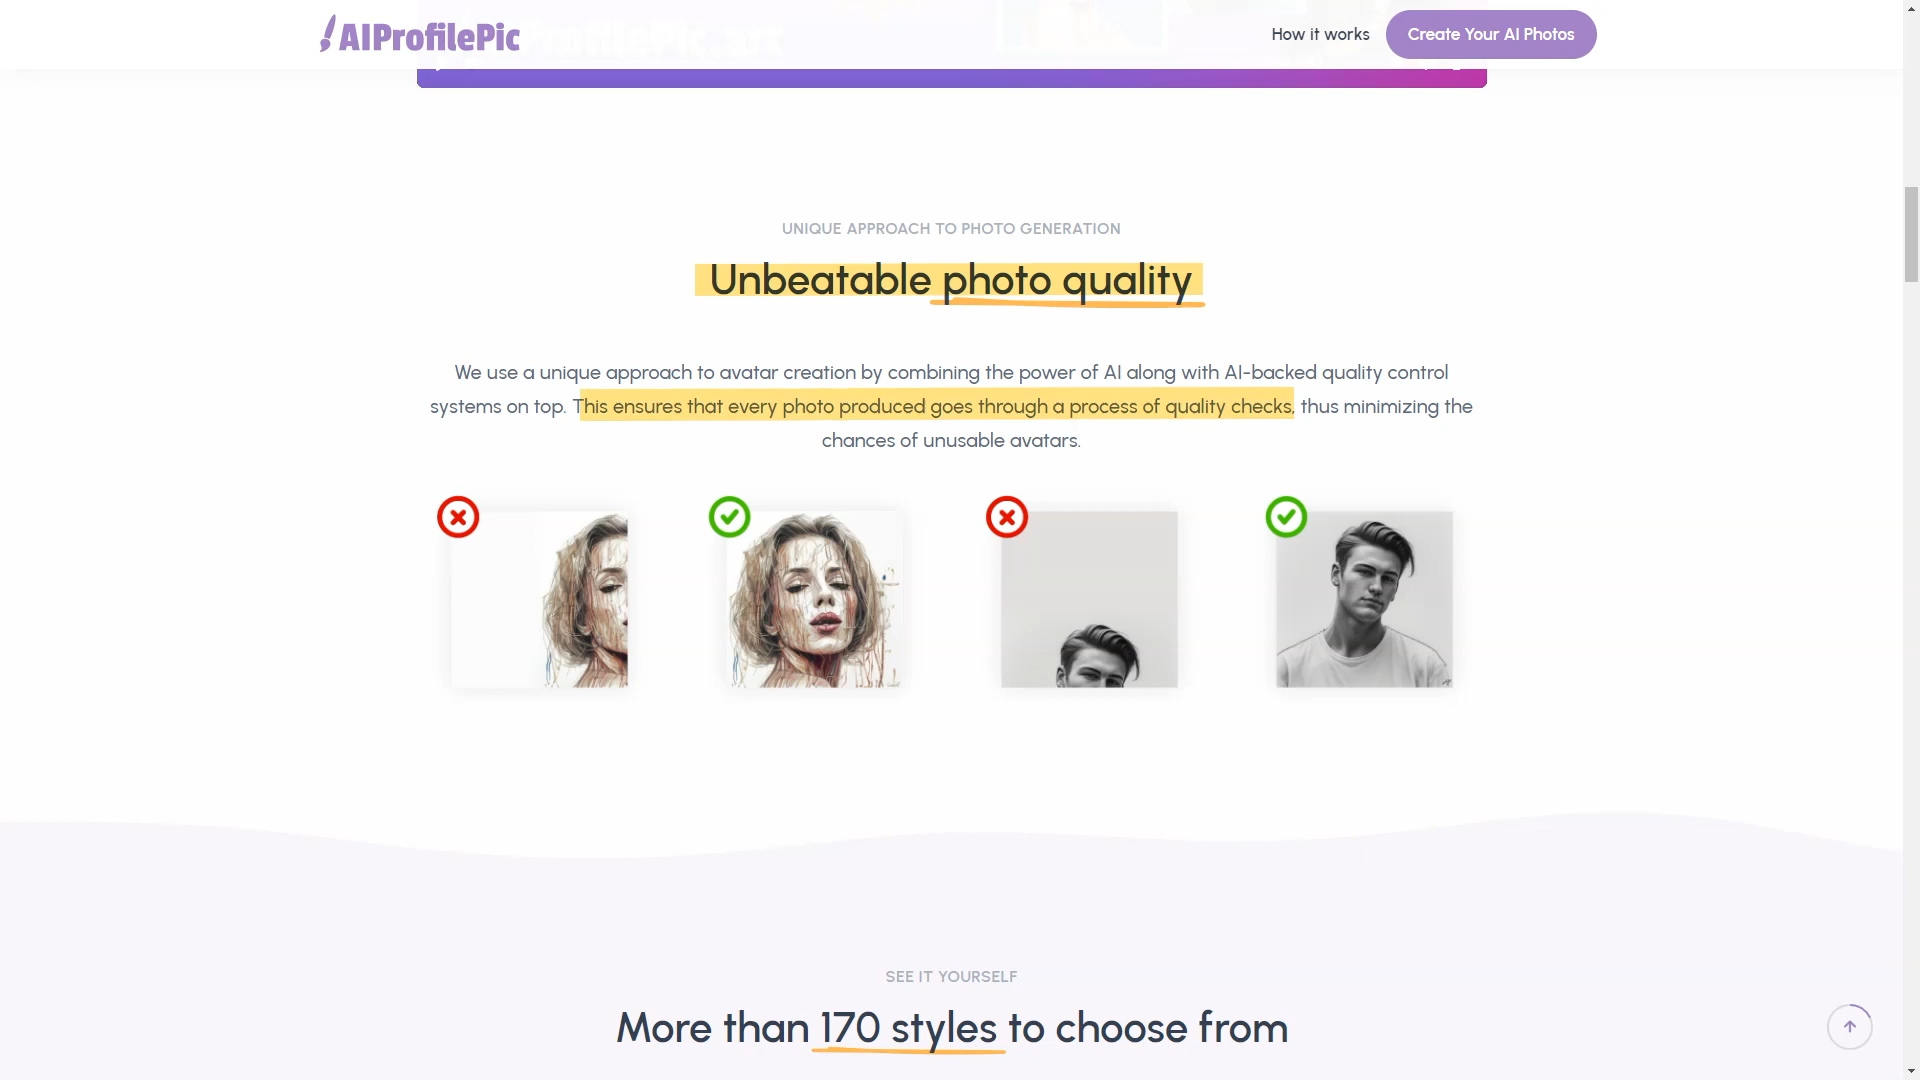 AIProfilePic
How it works
Create Your AI Photos
UNIQUE APPROACH TO PHOTO GENERATION
Unbeatable photo quality
We use a unique approach to avatar creation by combining the power of AI along with AI-backed quality control
systems on top. This ensures that every photo produced goes through a process of quality checks, thus minimizing the
chances of unusable avatars.
SEE IT YOURSELF
More than 170 styles to choose from